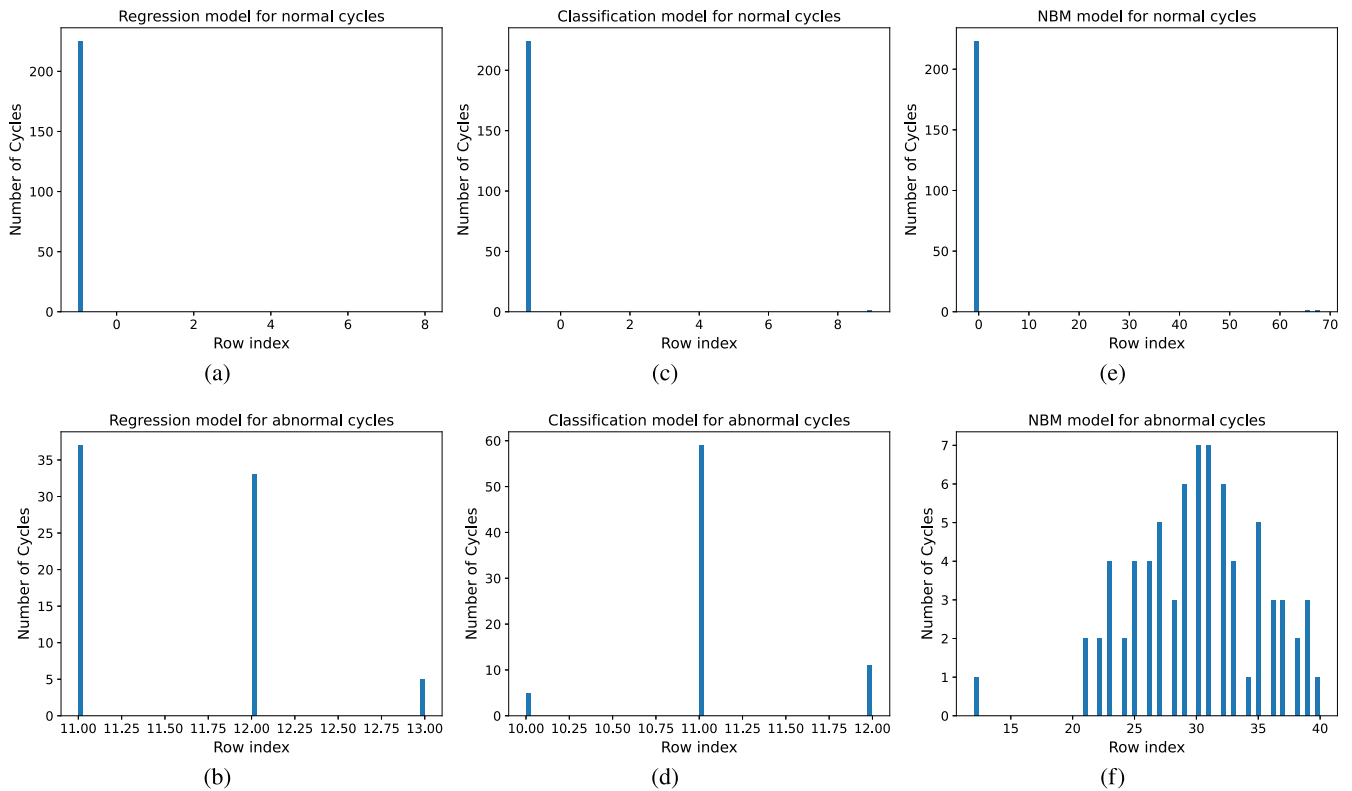 Regression model for normal cycles
200
150
100
50
0
Number of Cycles
0 2 4 6 8
Row index
(a)
Classification model for normal cycles
200
150
100
50
0
Number of Cycles
0 2 4 6 8
Row index
(c)
NBM model for normal cycles
200
150
100
50
0
Number of Cycles
0 10 20 30 40 50 60 70
Row index
(e)
Regression model for abnormal cycles
35
30
25
20
15
10
5
0
Number of Cycles
11.00 11.25 11.50 11.75 12.00 12.25 12.50 12.75 13.00
Row index
(b)
Classification model for abnormal cycles
60
50
40
30
20
10
0
Number of Cycles
10.00 10.25 10.50 10.75 11.00 11.25 11.50 11.75 12.00
Row index
(d)
NBM model for abnormal cycles
7
6
5
4
3
2
1
0
Number of Cycles
15 20 25 30 35 40
Row index
(f)